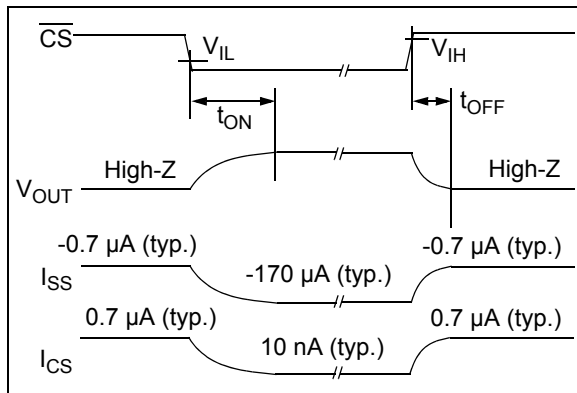 CS
V_IL
V_IH
t_ON
t_OFF
High-Z
High-Z
V_OUT
-0.7 µA (typ.)
-0.7 µA (typ.)
-170 µA (typ.)
I_SS
0.7 µA (typ.)
0.7 µA (typ.)
10 nA (typ.)
I_CS